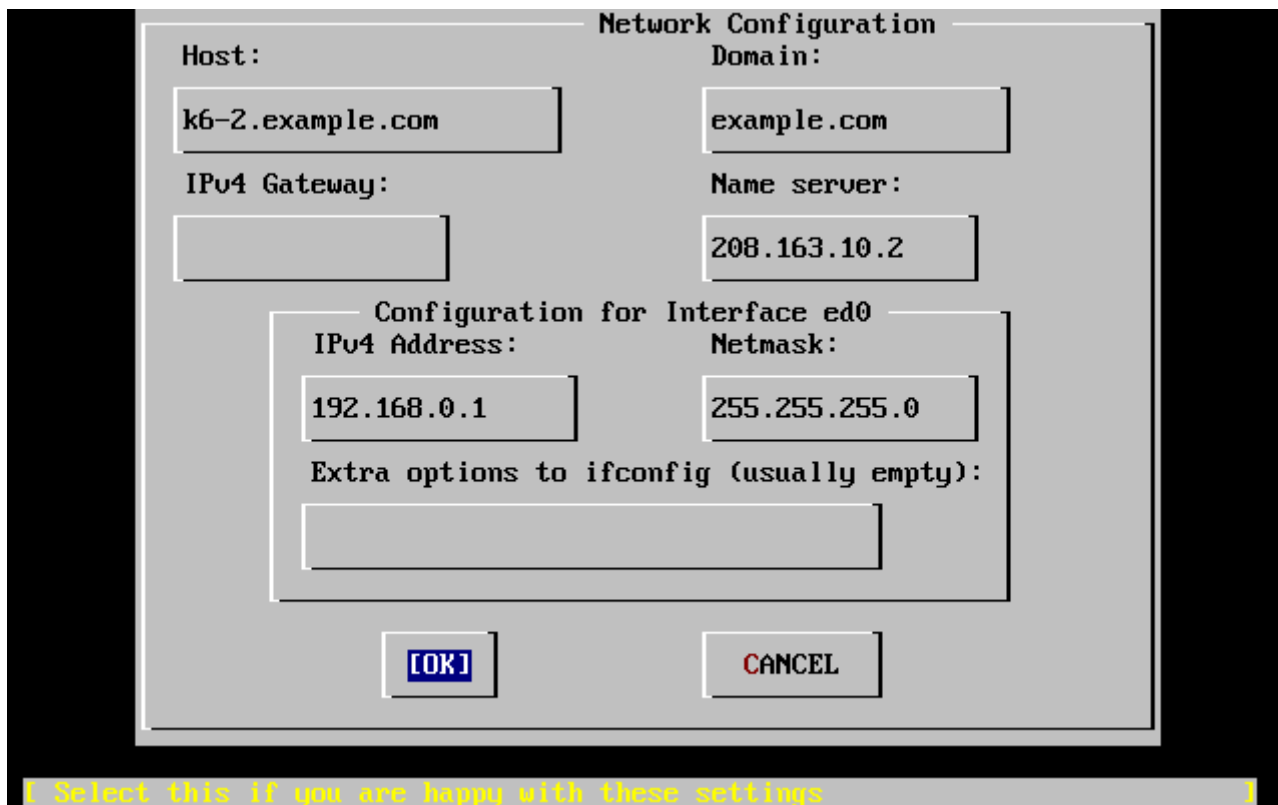 Network Configuration
Host: Domain:
k6-2.example.com example.com
IPv4 Gateway: Name server:
208.163.10.2
Configuration for Interface ed0
IPv4 Address: Netmask:
192.168.0.1 255.255.255.0
Extra options to ifconfig (usually empty):
[OK] CANCEL
[ Select this if you are happy with these settings ]